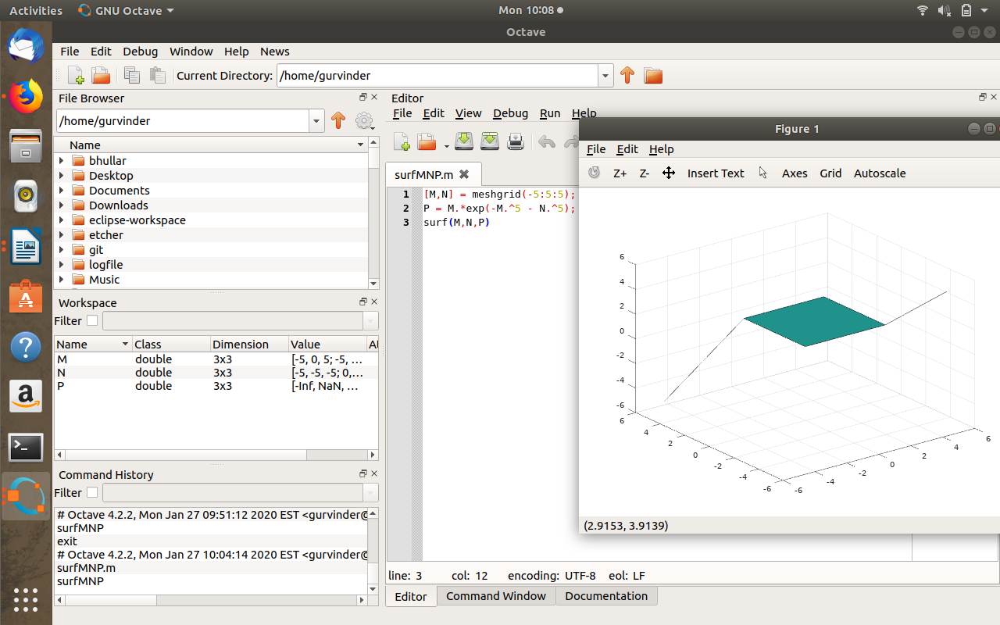 Activities GNU Octave Mon 10:08
Octave
File Edit Debug Window Help News
Current Directory: /home/gurvinder
File Browser
/home/gurvinder
Name
bhullar
Desktop
Documents
Downloads
eclipse-workspace
etcher
git
logfile
Music
Workspace
Filter
Name Class Dimension Value
M double 3x3 [-5, 0, 5; -5, ...
N double 3x3 [-5, -5, -5; 0,...
P double 3x3 [-Inf, NaN, ...
Command History
Filter
# Octave 4.2.2, Mon Jan 27 09:51:12 2020 EST <gurvinder@
surfMNP
exit
# Octave 4.2.2, Mon Jan 27 10:04:14 2020 EST <gurvinder@
surfMNP.m
surfMNP
Editor
File Edit View Debug Run Help
surfMNP.m
1 [M,N] = meshgrid(-5:5:5);
2 P = M.*exp(-M.^5 - N.^5);
3 surf(M,N,P)
line: 3 col: 12 encoding: UTF-8 eol: LF
Editor Command Window Documentation
Figure 1
File Edit Help
Z+ Z- Insert Text Axes Grid Autoscale
6
4
2
0
-2
-4
-6
6
4
2
0
-2
-4
-6
-6
-4
-2
0
2
4
6
(2.9153, 3.9139)